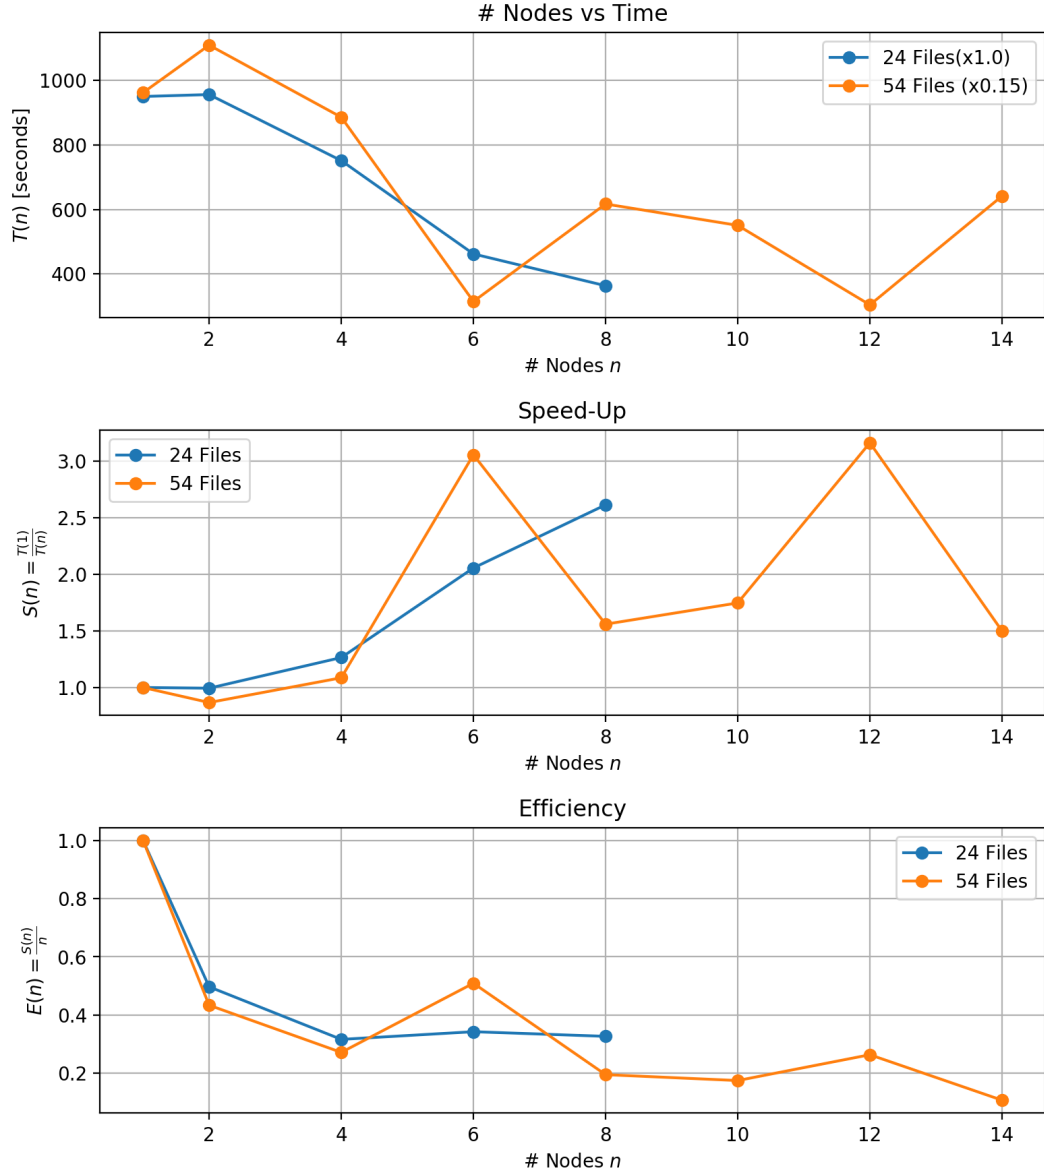 # Nodes vs Time
T(n) [seconds]
1000
800
600
400
24 Files(x1.0)
54 Files (x0.15)
2 4 6 8 10 12 14
# Nodes n
Speed-Up
S(n) = T(1)/T(n)
3.0
2.5
2.0
1.5
1.0
24 Files
54 Files
2 4 6 8 10 12 14
# Nodes n
Efficiency
E(n) = S(n)/n
1.0
0.8
0.6
0.4
0.2
24 Files
54 Files
2 4 6 8 10 12 14
# Nodes n